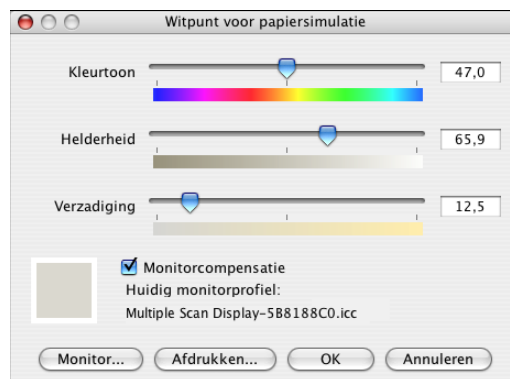 Witpunt voor papiersimulatie
Kleurtoon 47,0
Helderheid 65,9
Verzadiging 12,5
Monitorcompensatie
Huidig monitorprofiel:
Multiple Scan Display-5B8188C0.icc
Monitor... Afdrukken... OK Annuleren